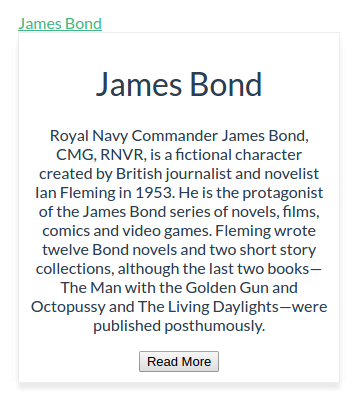 James Bond
James Bond
Royal Navy Commander James Bond,
CMG, RNVR, is a fictional character
created by British journalist and novelist
Ian Fleming in 1953. He is the protagonist
of the James Bond series of novels, films,
comics and video games. Fleming wrote
twelve Bond novels and two short story
collections, although the last two books—
The Man with the Golden Gun and
Octopussy and The Living Daylights—were
published posthumously.
Read More